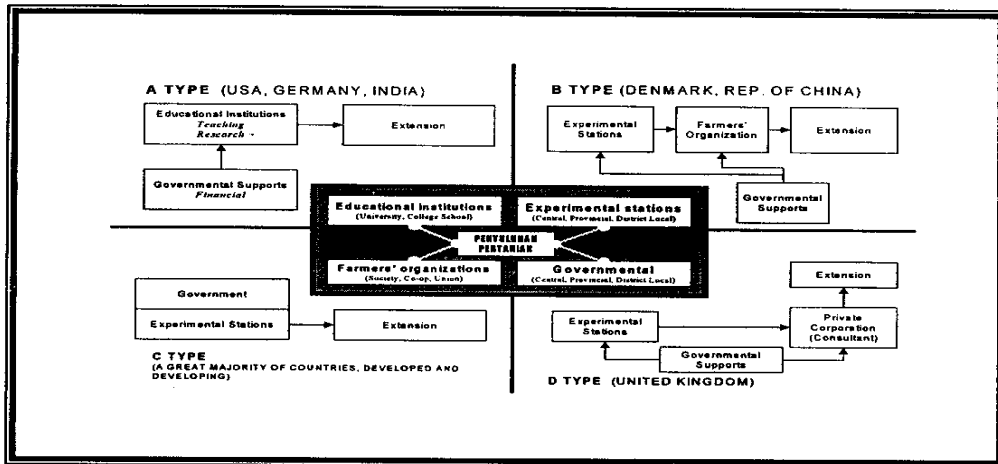 A TYPE (USA, GERMANY, INDIA)
Educational Institutions
Teaching
Research
Extension
Governmental Supports
Financial
B TYPE (DENMARK, REP. OF CHINA)
Experimental
Stations
Farmers'
Organization
Extension
Governmental
Supports
Educational Institutions
(University, College School)
Experimental stations
(Central, Provincial, District Local)
PENYULUHAN
PERTANIAN
Farmers' organizations
(Society, Co-op, Union)
Governmental
(Central, Provincial, District Local)
Government
Experimental Stations
Extension
C TYPE
(A GREAT MAJORITY OF COUNTRIES, DEVELOPED AND
DEVELOPING)
Extension
Experimental
Stations
Private
Corporation
(Consultant)
Governmental
Supports
D TYPE (UNITED KINGDOM)